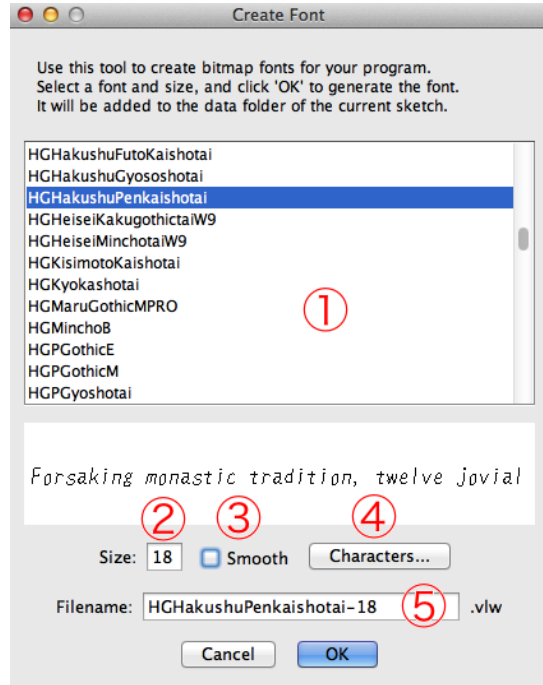 Create Font
Use this tool to create bitmap fonts for your program.
Select a font and size, and click 'OK' to generate the font.
It will be added to the data folder of the current sketch.
HGHakushuFutoKaishotai
HGHakushuGyososhotai
HGHakushuPenkaishotai
HGHeiseiKakugothictaiW9
HGHeiseiMinchotaiW9
HGKisimotoKaishotai
HGKyokashotai
HGMaruGothicMPRO
HGMinchoB
HGPGothicE
HGPGothicM
HGPGyoshotai
①
Forsaking monastic tradition, twelve jovial
② ③ ④
Size: 18 Smooth Characters...
Filename: HGHakushuPenkaishotai-18 ⑤ .vlw
Cancel OK